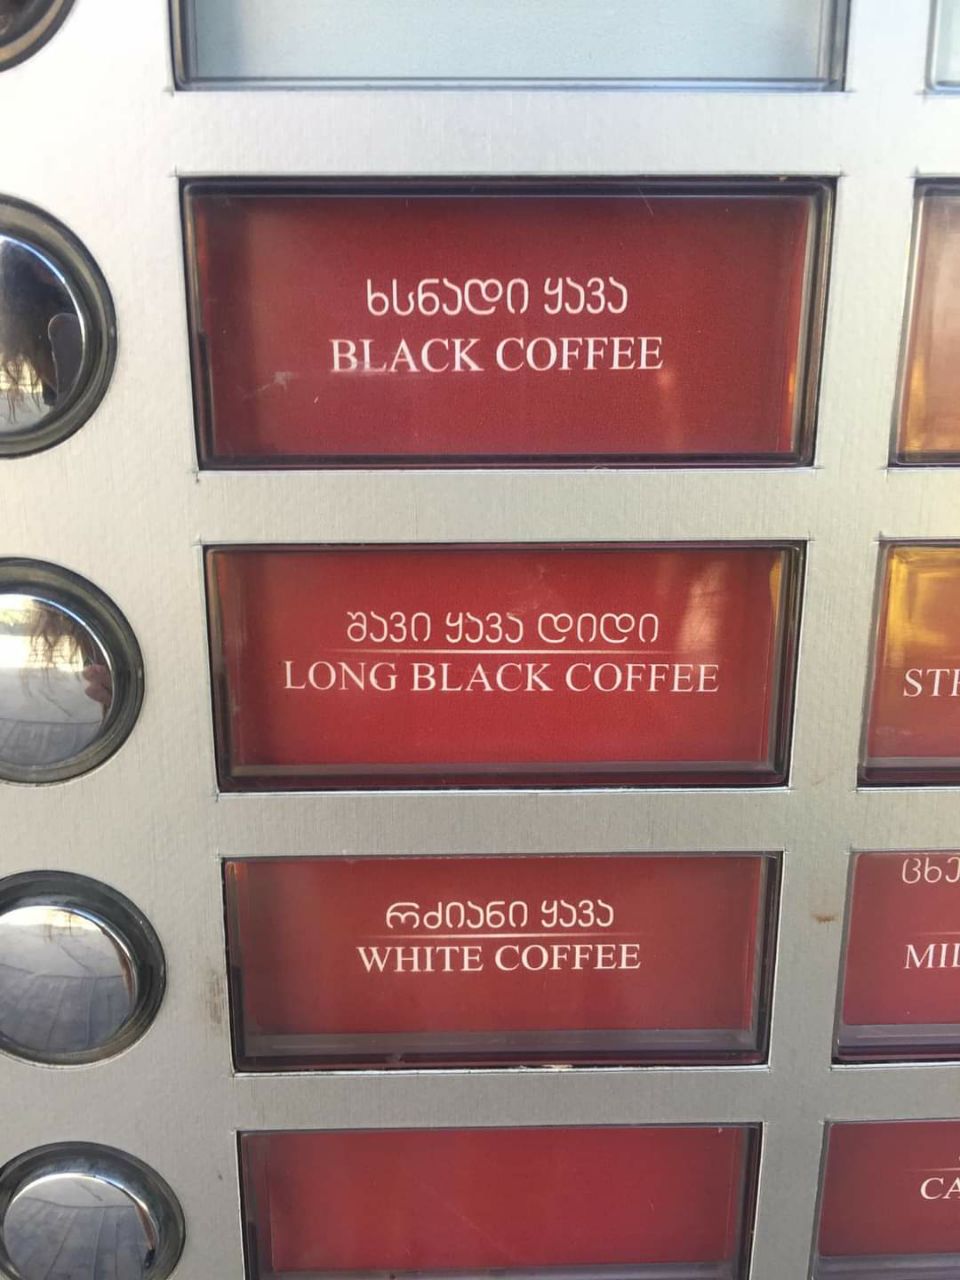 ხსნადი ყავა
BLACK COFFEE
შავი ყავა დიდი
LONG BLACK COFFEE
რძიანი ყავა
WHITE COFFEE